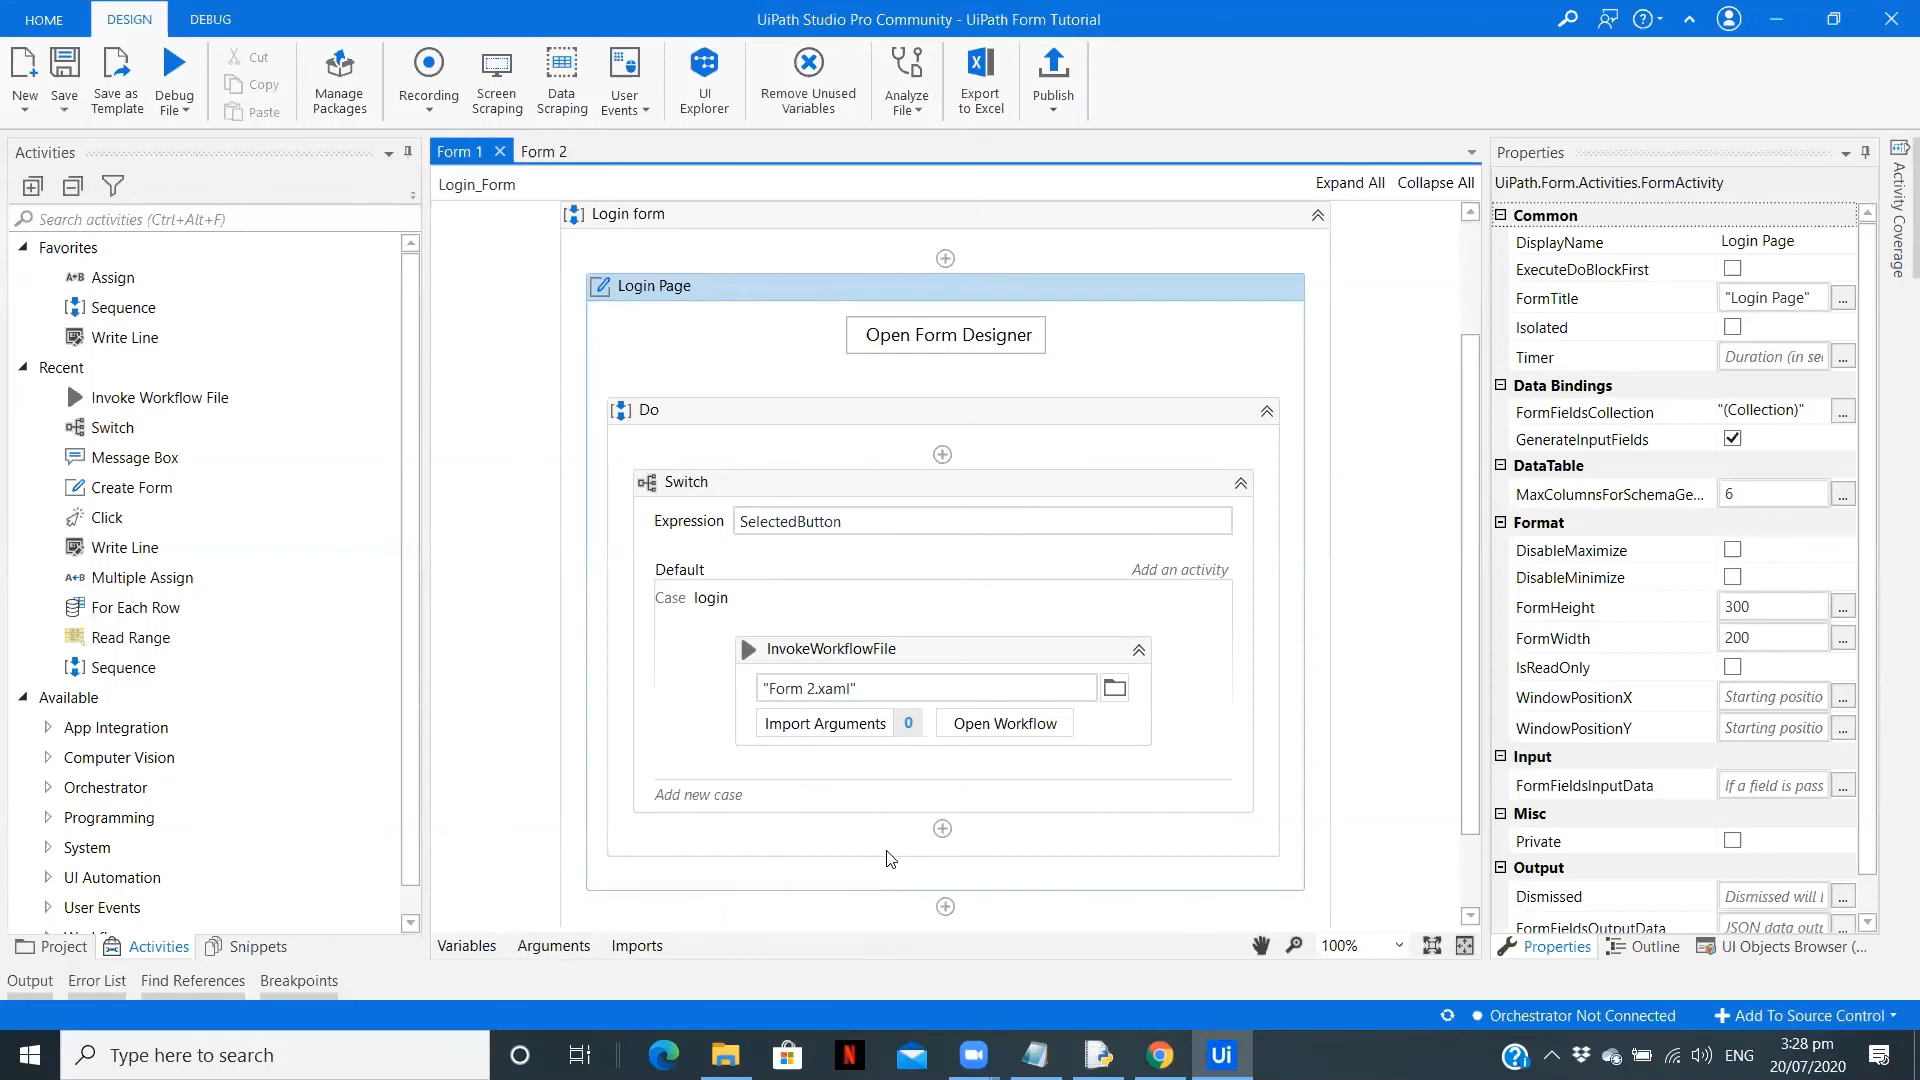 HOME
DESIGN
DEBUG
UiPath Studio Pro Community - UiPath Form Tutorial
New
Save
Save as Template
Debug File
Cut
Copy
Paste
Manage Packages
Recording
Screen Scraping
Data Scraping
User Events
UI Explorer
Remove Unused Variables
Analyze File
Export to Excel
Publish
Activities
Search activities (Ctrl+Alt+F)
Favorites
Assign
Sequence
Write Line
Recent
Invoke Workflow File
Switch
Message Box
Create Form
Click
Write Line
Multiple Assign
For Each Row
Read Range
Sequence
Available
App Integration
Computer Vision
Orchestrator
Programming
System
UI Automation
User Events
Project
Activities
Snippets
Form 1
Form 2
Login_Form
Expand All
Collapse All
Login form
Login Page
Open Form Designer
Do
Switch
Expression
SelectedButton
Default
Add an activity
Case login
InvokeWorkflowFile
"Form 2.xaml"
Import Arguments 0
Open Workflow
Add new case
Variables
Arguments
Imports
100%
Properties
UiPath.Form.Activities.FormActivity
Common
DisplayName Login Page
ExecuteDoBlockFirst
FormTitle "Login Page" ...
Isolated
Timer Duration (in se ...
Data Bindings
FormFieldsCollection "(Collection)" ...
GenerateInputFields
DataTable
MaxColumnsForSchemaGe... 6 ...
Format
DisableMaximize
DisableMinimize
FormHeight 300 ...
FormWidth 200 ...
IsReadOnly
WindowPositionX Starting positio ...
WindowPositionY Starting positio ...
Input
FormFieldsInputData If a field is pass ...
Misc
Private
Output
Dismissed Dismissed will ...
FormFieldsOutputData JSON data outp ...
Properties
Outline
UI Objects Browser (...
Activity Coverage
Output
Error List
Find References
Breakpoints
Orchestrator Not Connected
Add To Source Control
Type here to search
Ui
ENG
3:28 pm
20/07/2020